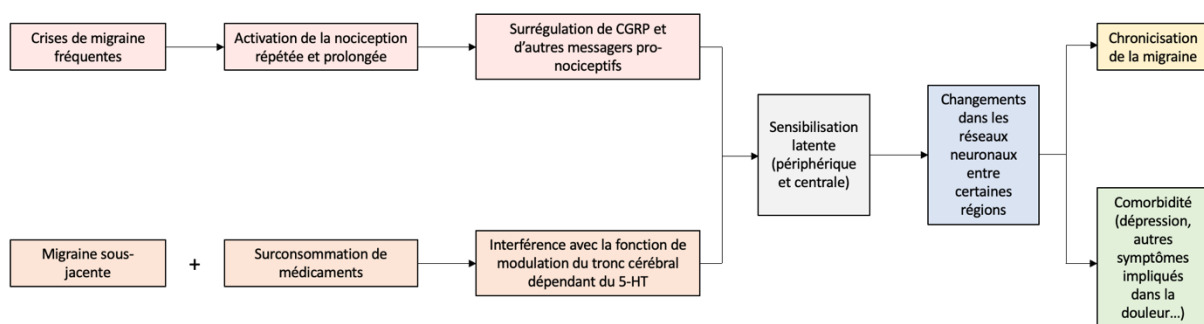 Crises de migraine
fréquentes
Activation de la nociception
répétée et prolongée
Surrégulation de CGRP et
d'autres messagers pro-
nociceptifs
Chronicisation
de la migraine
Sensibilisation
latente
(périphérique
et centrale)
Changements
dans les
réseaux
neuronaux
entre
certaines
régions
Migraine sous-
jacente
+
Surconsommation de
médicaments
Interférence avec la fonction de
modulation du tronc cérébral
dépendant du 5-HT
Comorbidité
(dépression,
autres
symptômes
impliqués
dans la
douleur...)